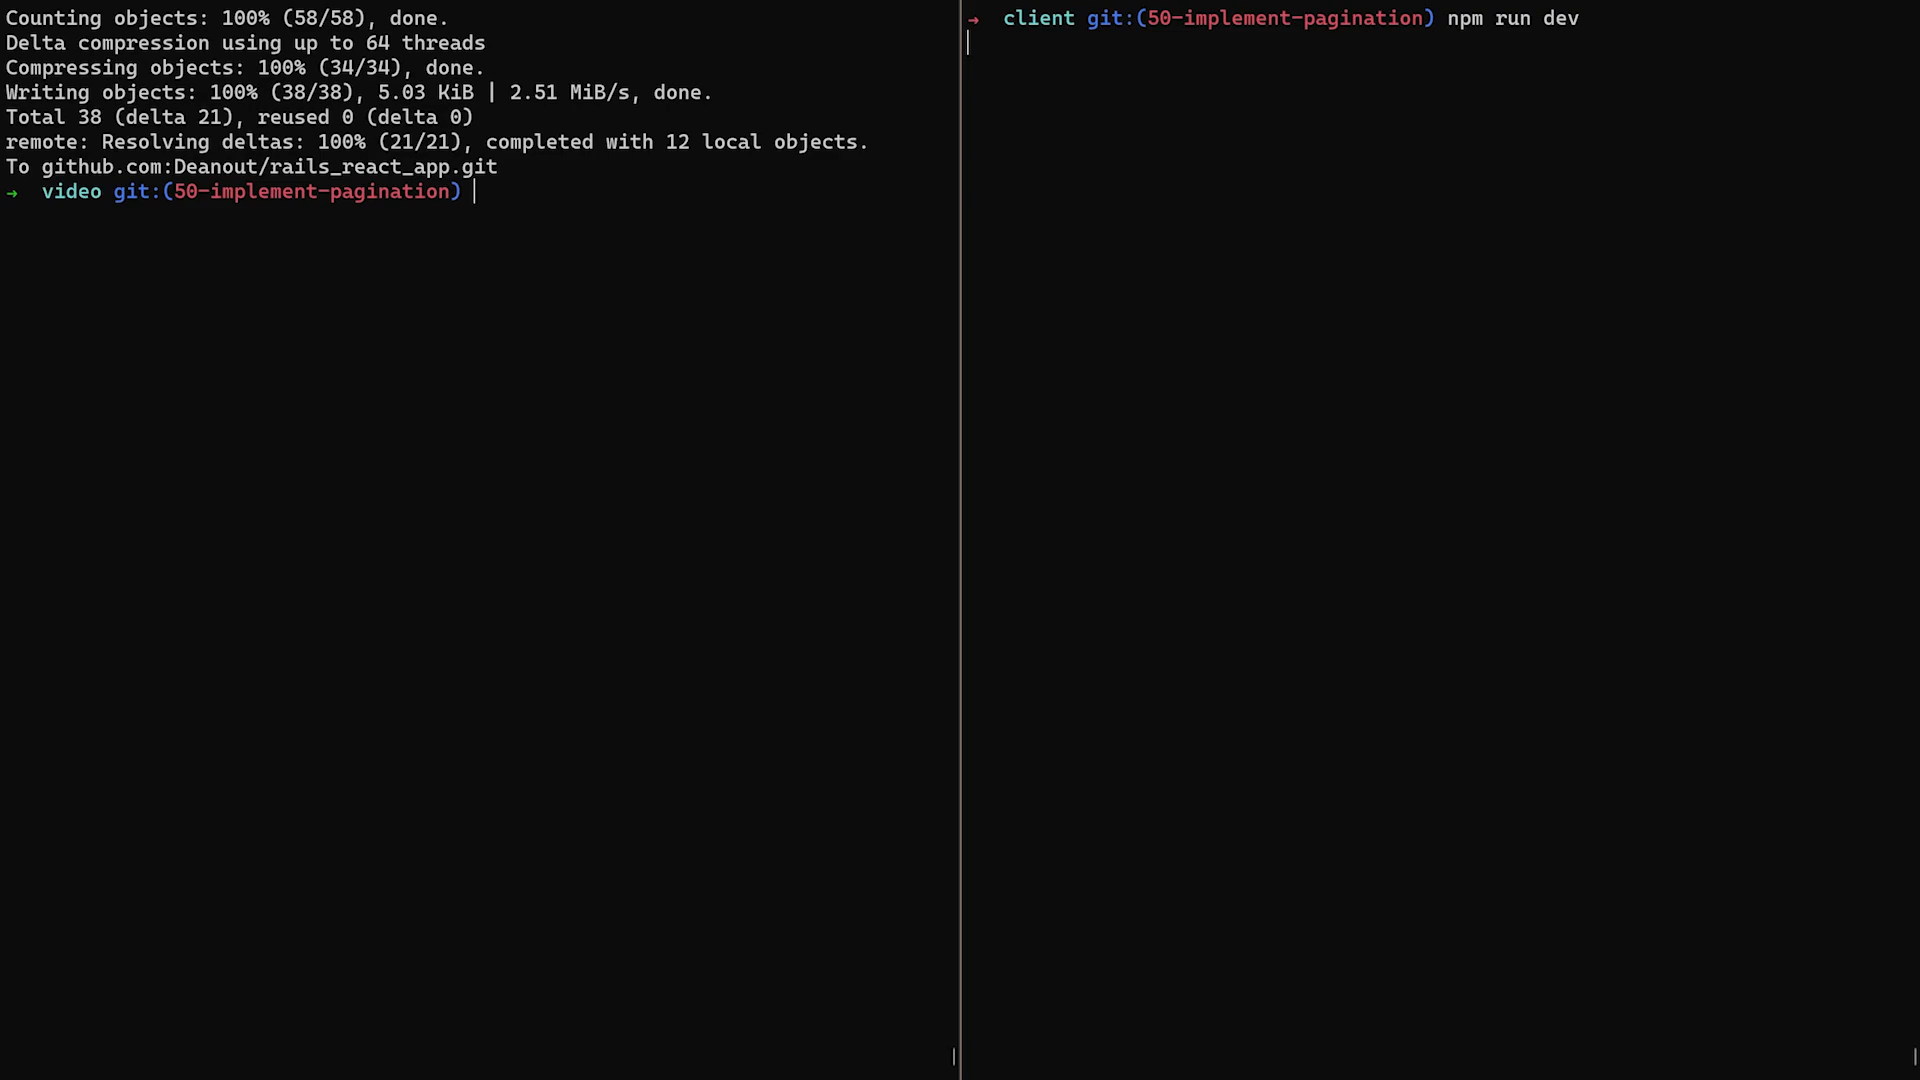 Counting objects: 100% (58/58), done.
Delta compression using up to 64 threads
Compressing objects: 100% (34/34), done.
Writing objects: 100% (38/38), 5.03 KiB | 2.51 MiB/s, done.
Total 38 (delta 21), reused 0 (delta 0)
remote: Resolving deltas: 100% (21/21), completed with 12 local objects.
To github.com:Deanout/rails_react_app.git
→ video git:(50-implement-pagination)
→ client git:(50-implement-pagination) npm run dev